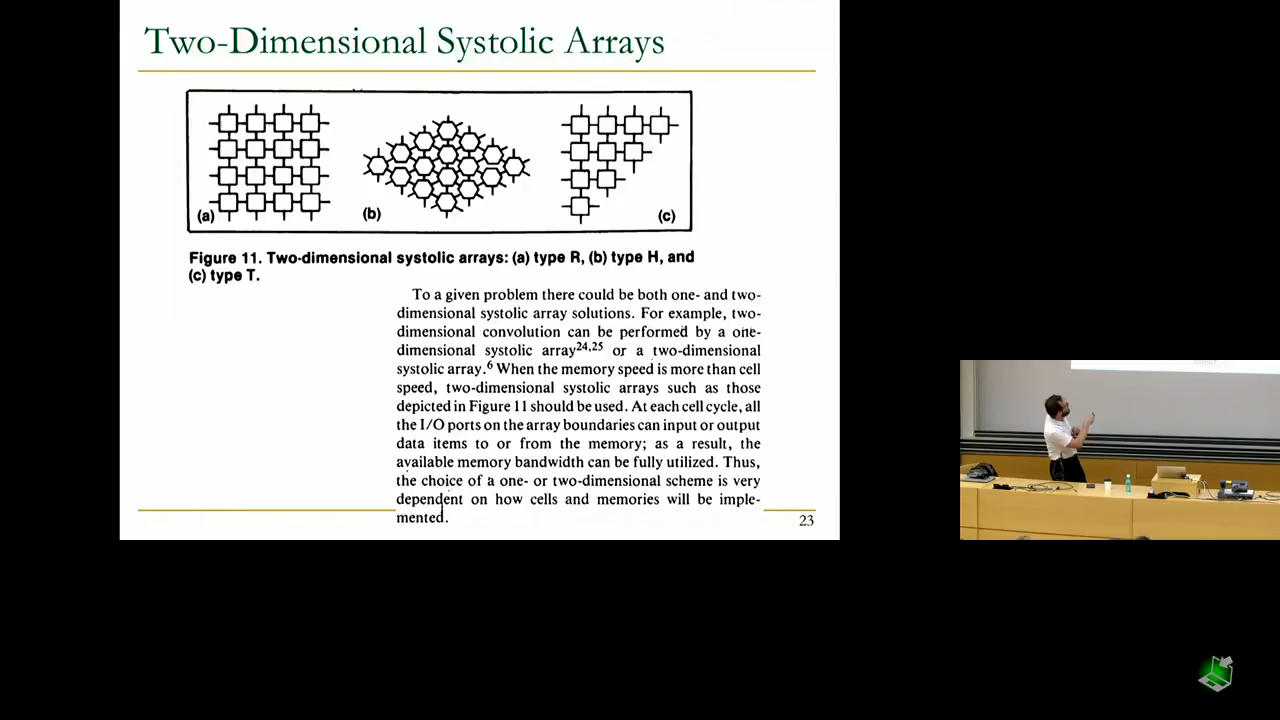 Two-Dimensional Systolic Arrays
(a)
(b)
(c)
Figure 11. Two-dimensional systolic arrays: (a) type R, (b) type H, and
(c) type T.
To a given problem there could be both one- and two-
dimensional systolic array solutions. For example, two-
dimensional convolution can be performed by a one-
dimensional systolic array24,25 or a two-dimensional
systolic array.6 When the memory speed is more than cell
speed, two-dimensional systolic arrays such as those
depicted in Figure 11 should be used. At each cell cycle, all
the I/O ports on the array boundaries can input or output
data items to or from the memory; as a result, the
available memory bandwidth can be fully utilized. Thus,
the choice of a one- or two-dimensional scheme is very
dependent on how cells and memories will be imple-
mented.
23